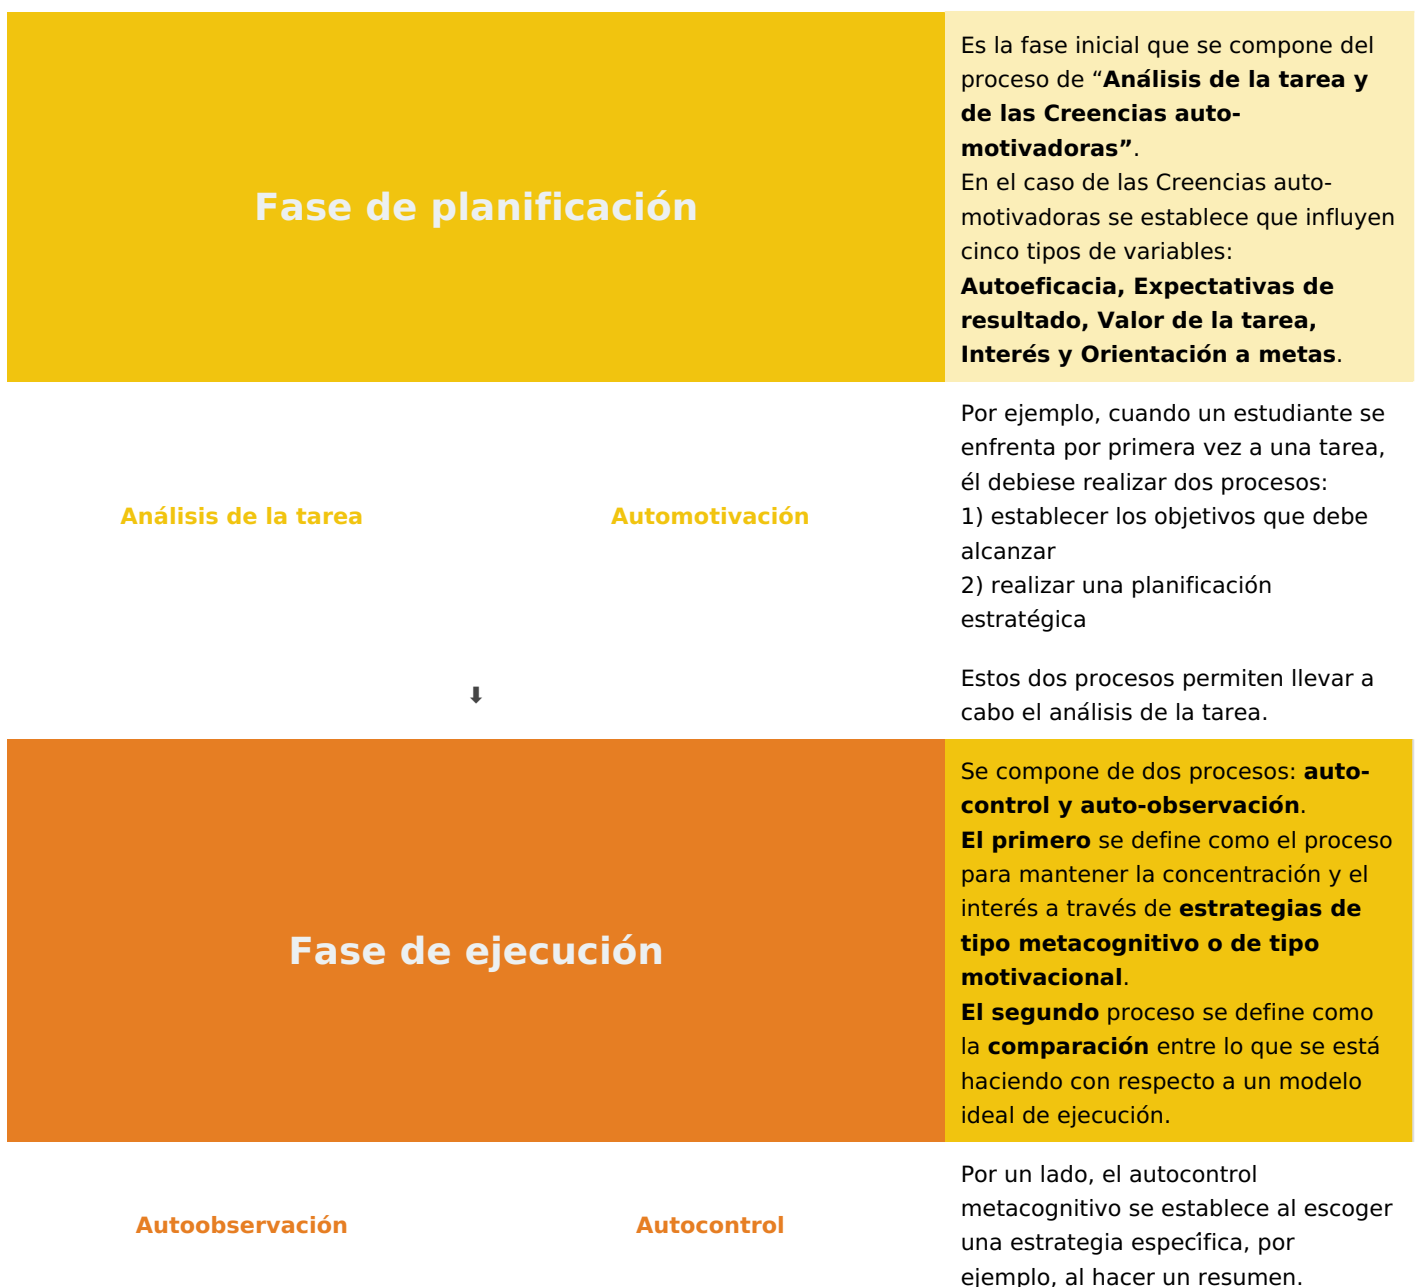 Fase de planificación
Es la fase inicial que se compone del
proceso de “Análisis de la tarea y
de las Creencias auto-
motivadoras”.
En el caso de las Creencias auto-
motivadoras se establece que influyen
cinco tipos de variables:
Autoeficacia, Expectativas de
resultado, Valor de la tarea,
Interés y Orientación a metas.
Análisis de la tarea
Automotivación
Por ejemplo, cuando un estudiante se
enfrenta por primera vez a una tarea,
él debiese realizar dos procesos:
1) establecer los objetivos que debe
alcanzar
2) realizar una planificación
estratégica
⬇
Estos dos procesos permiten llevar a
cabo el análisis de la tarea.
Fase de ejecución
Se compone de dos procesos: auto-
control y auto-observación.
El primero se define como el proceso
para mantener la concentración y el
interés a través de estrategias de
tipo metacognitivo o de tipo
motivacional.
El segundo proceso se define como
la comparación entre lo que se está
haciendo con respecto a un modelo
ideal de ejecución.
Autoobservación
Autocontrol
Por un lado, el autocontrol
metacognitivo se establece al escoger
una estrategia específica, por
ejemplo, al hacer un resumen.